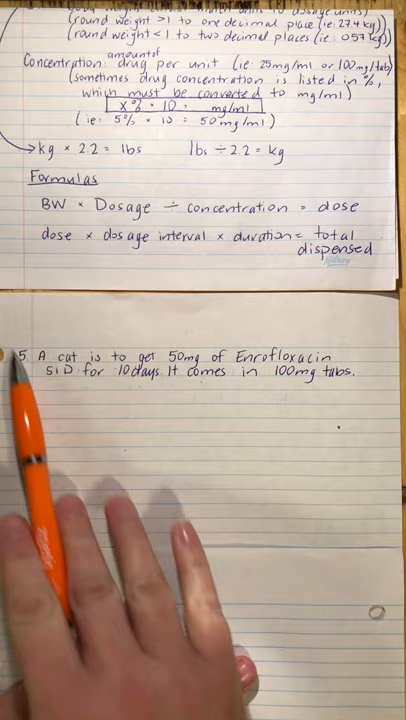 (round weight >1 to one decimal place (ie: 27.4 kg))
(round weight <1 to two decimal places (ie: 0.57 kg))
amount of
Concentration: drug per unit (ie: 25mg/ml or 100mg/tab)
(sometimes drug concentration is listed in %,
which must be converted to mg/ml)
X% × 10 = mg/ml
(ie: 5% × 10 = 50mg/ml)
kg × 2.2 = lbs lbs ÷ 2.2 = kg
Formulas
BW × Dosage ÷ concentration = dose
dose × dosage interval × duration = total
dispensed
Hilroy
5. A cat is to get 50mg of Enrofloxacin
SID for 10 days. It comes in 100mg tabs.